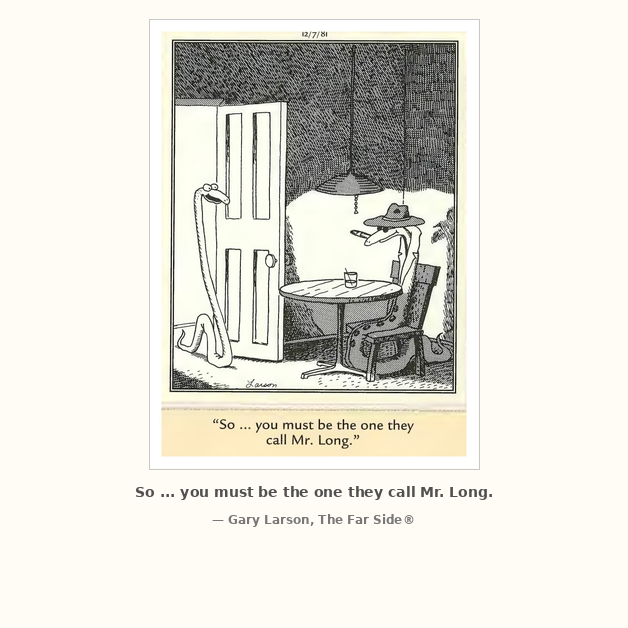 12/7/81
Larson
“So ... you must be the one they
call Mr. Long.”
So ... you must be the one they call Mr. Long.
— Gary Larson, The Far Side®